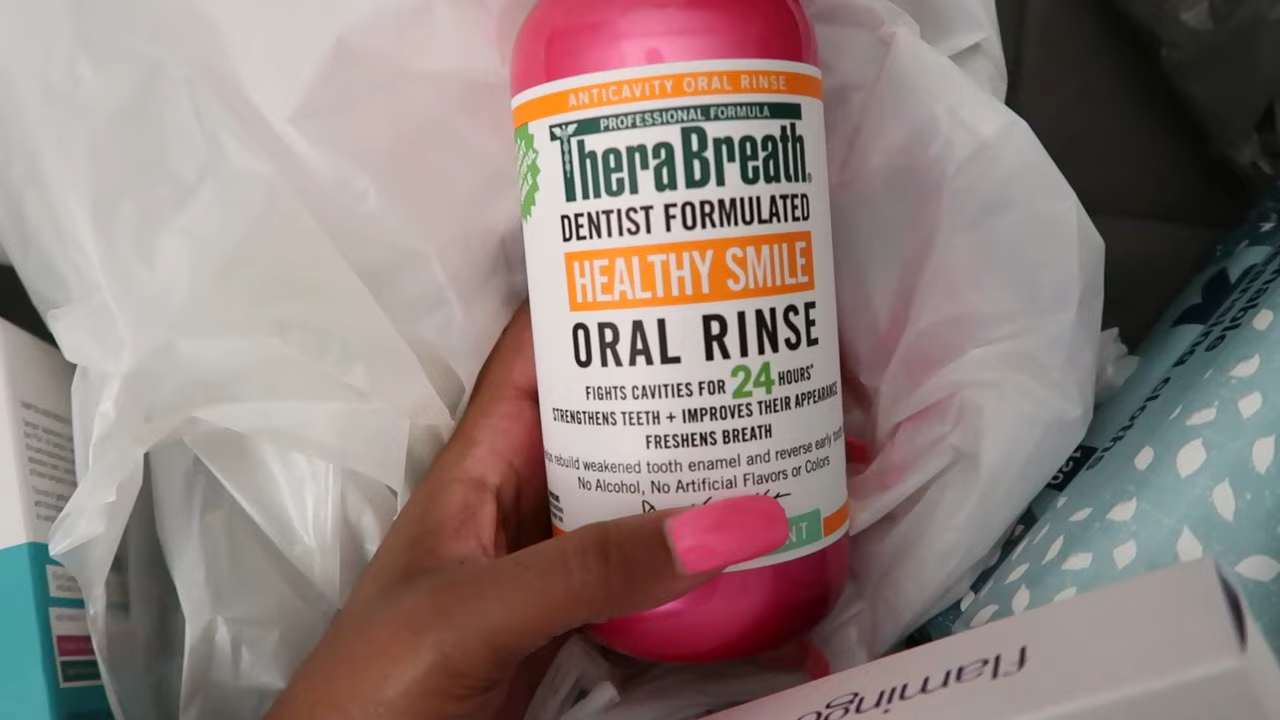 ANTICAVITY ORAL RINSE
PROFESSIONAL FORMULA
TheraBreath®
DENTIST FORMULATED
HEALTHY SMILE
ORAL RINSE
FIGHTS CAVITIES FOR 24 HOURS*
STRENGTHENS TEETH + IMPROVES THEIR APPEARANCE
FRESHENS BREATH
rebuild weakened tooth enamel and reverse early
No Alcohol, No Artificial Flavors or Colors
cloths
120
flamingo